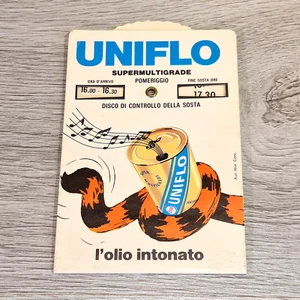 UNIFLO
SUPERMULTIGRADE
ORA D'ARRIVO POMERIGGIO FINE SOSTA ORE
16.00 - 16.30 17.30
DISCO DI CONTROLLO DELLA SOSTA
UNIFLO
l'olio intonato